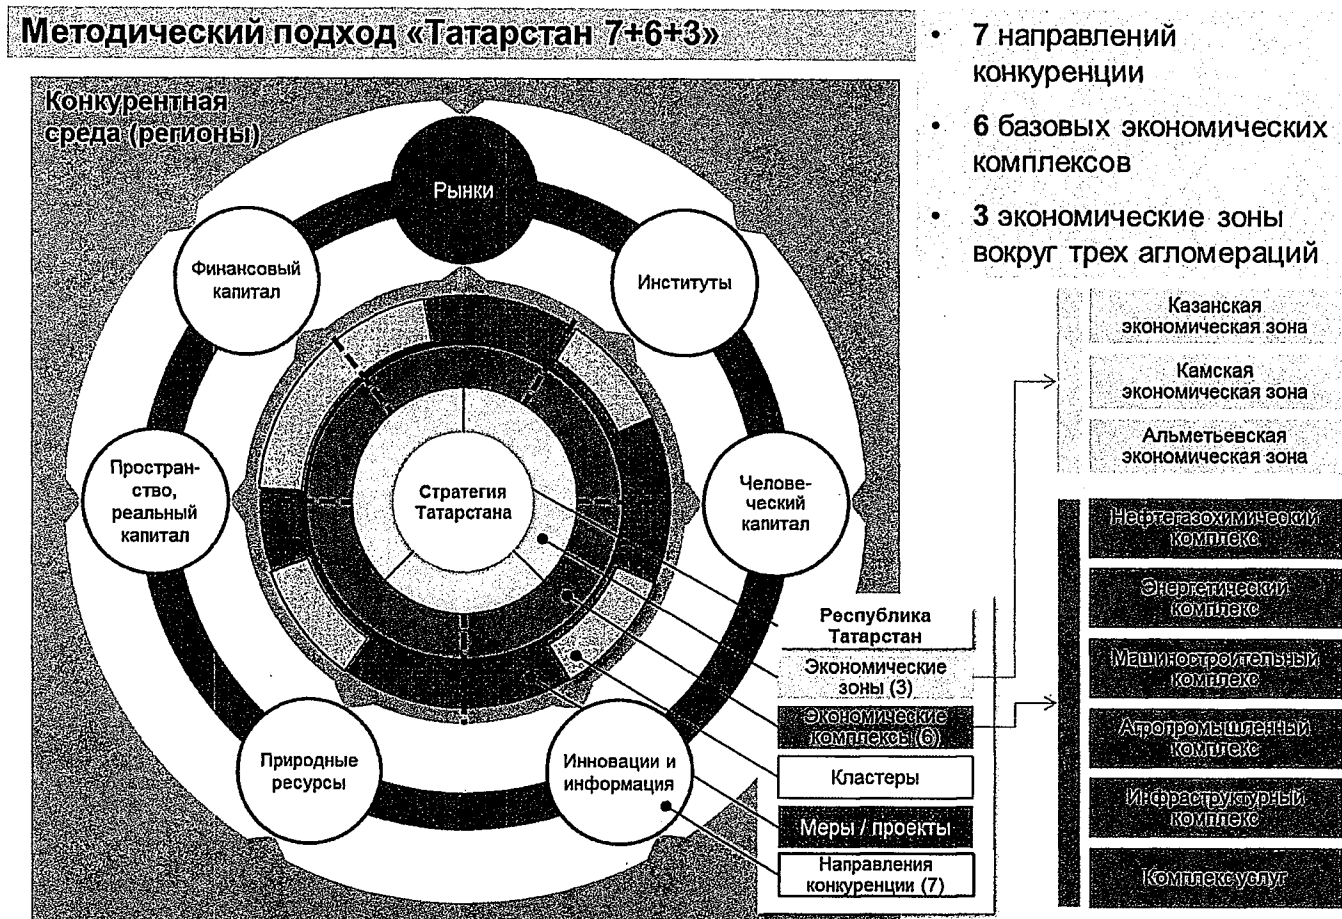 Методический подход «Татарстан 7+6+3»
• 7 направлений
конкуренции
• 6 базовых экономических
комплексов
• 3 экономические зоны
вокруг трех агломераций
Конкурентная
среда (регионы)
Рынки
Финансовый
капитал
Институты
Простран-
ство,
реальный
капитал
Стратегия
Татарстана
Челове-
ческий
капитал
Природные
ресурсы
Инновации и
информация
Республика
Татарстан
Экономические
зоны (3)
Экономические
комплексы (6)
Кластеры
Меры / проекты
Направления
конкуренции (7)
Казанская
экономическая зона
Камская
экономическая зона
Альметьевская
экономическая зона
Нефтегазохимический
комплекс
Энергетический
комплекс
Машиностроительный
комплекс
Агропромышленный
комплекс
Инфраструктурный
комплекс
Комплекс услуг